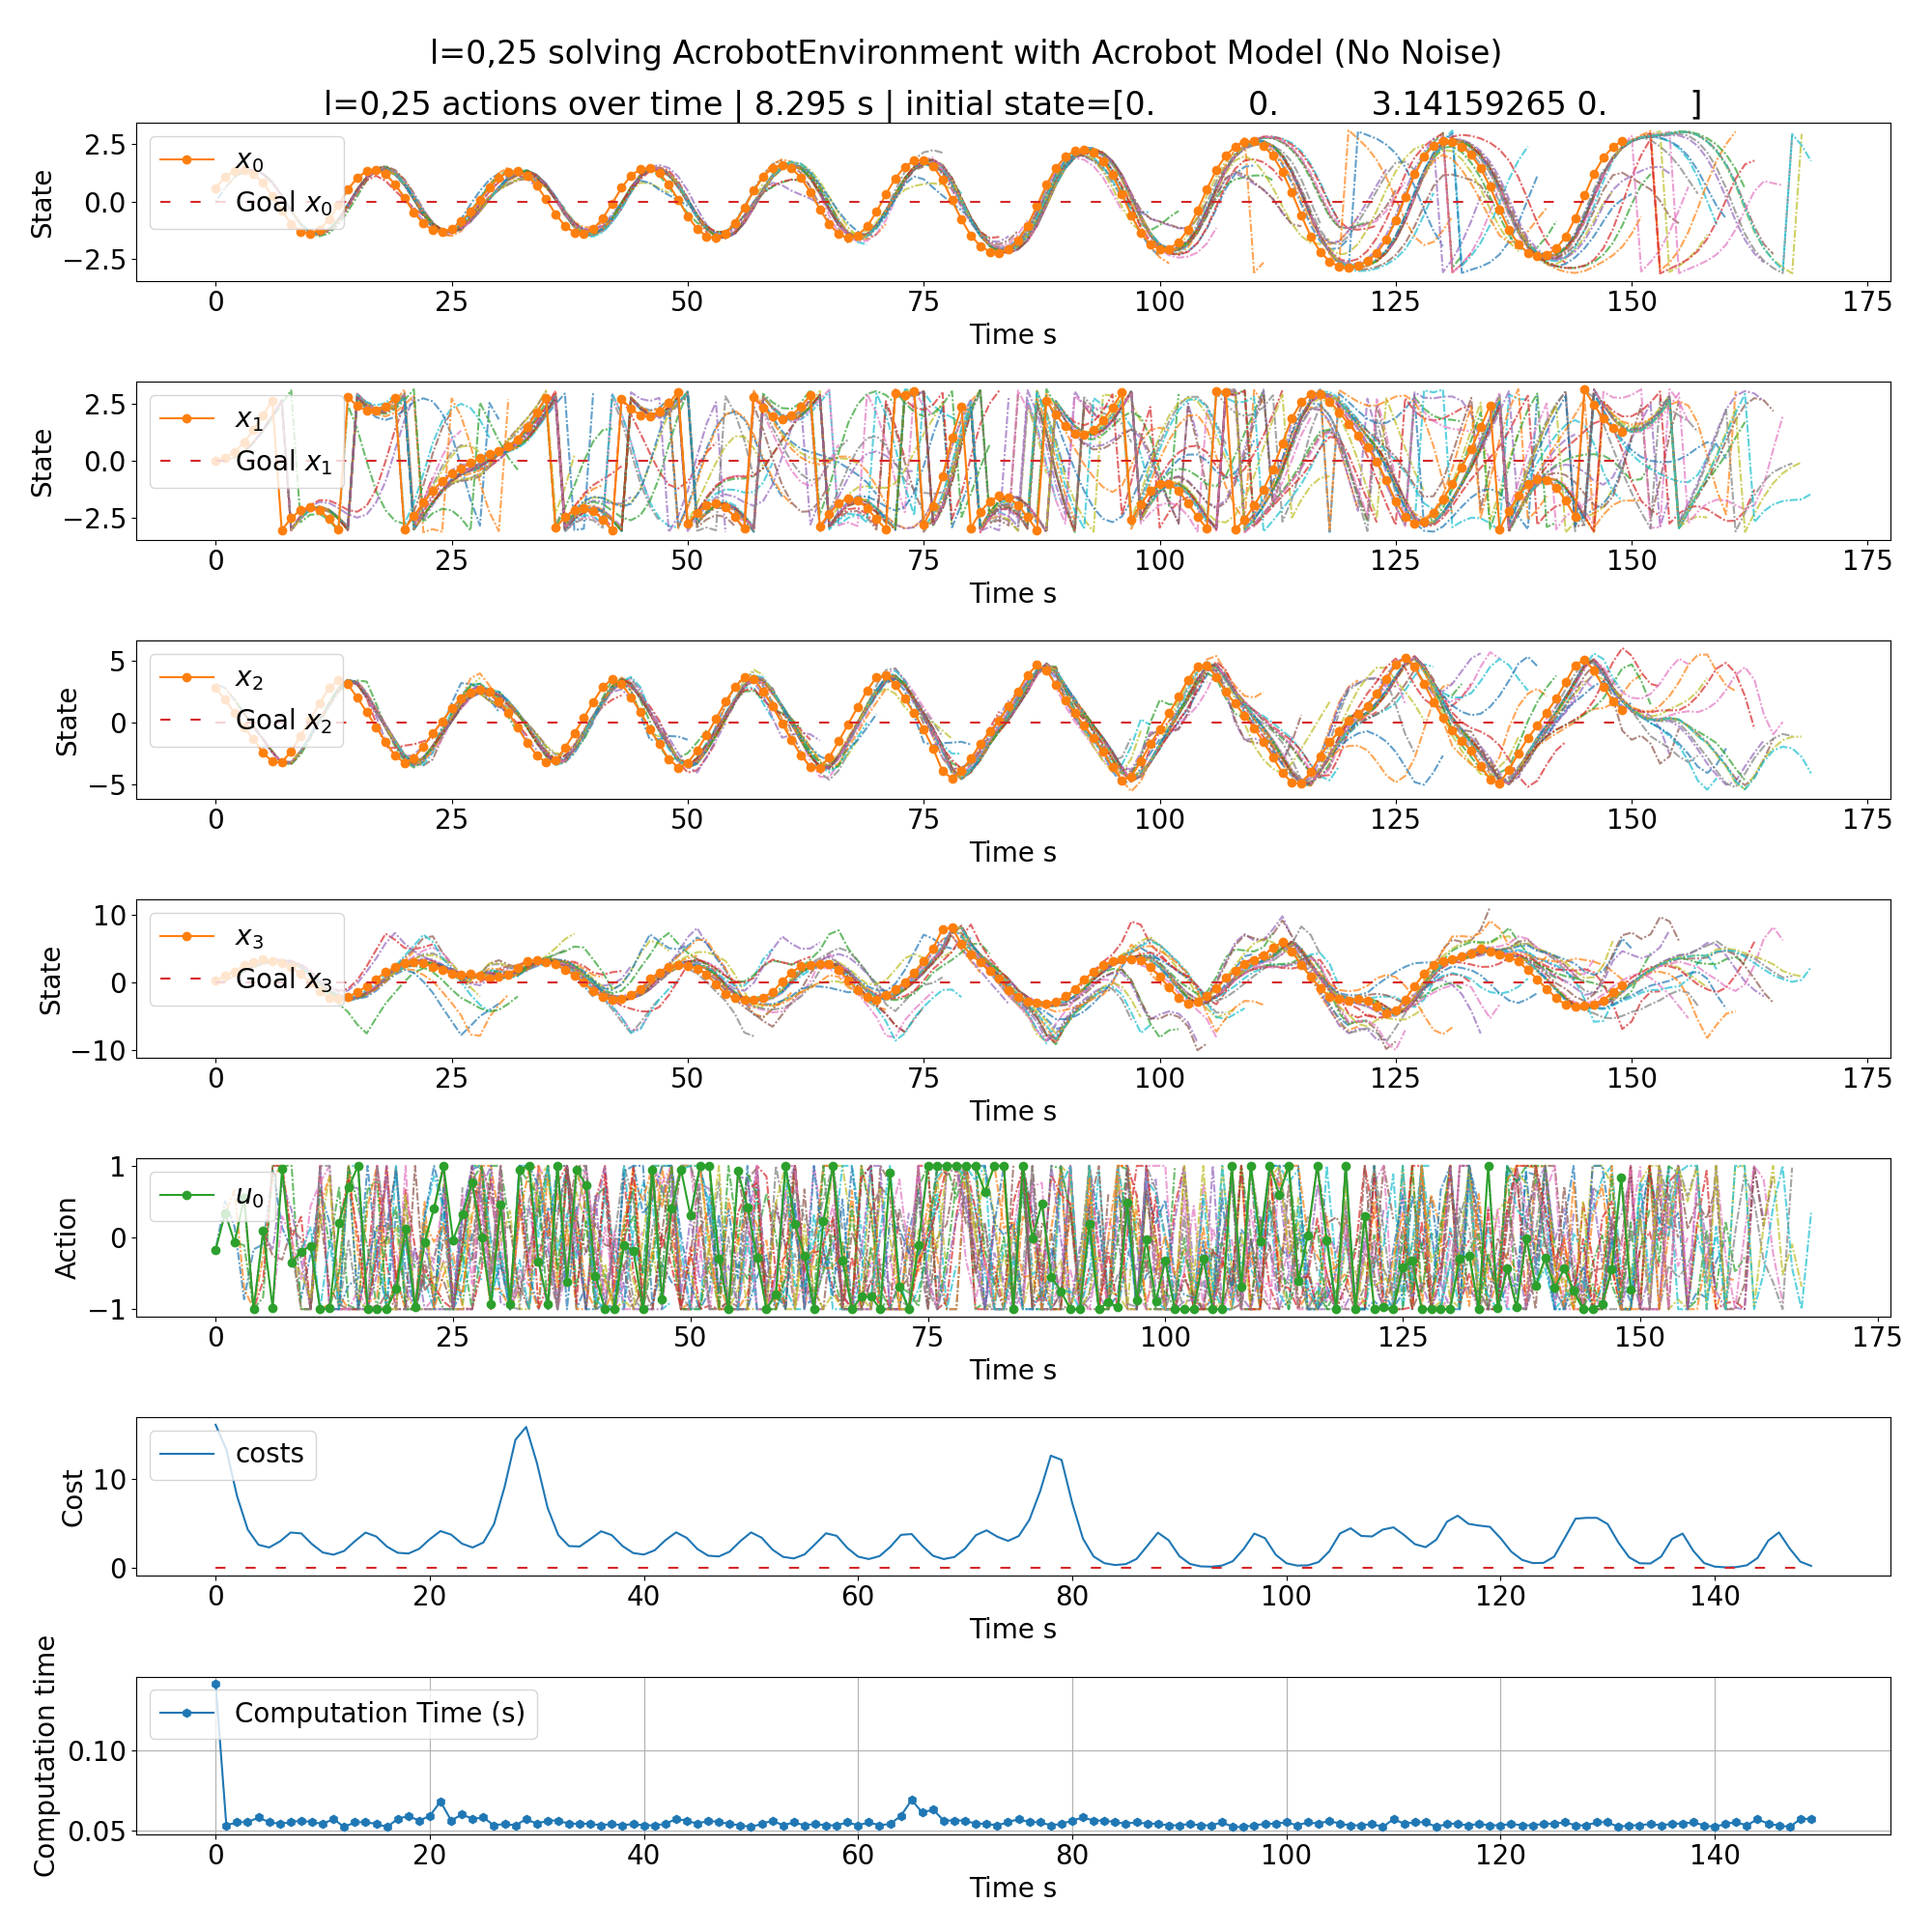 l=0,25 solving AcrobotEnvironment with Acrobot Model (No Noise)
l=0,25 actions over time | 8.295 s | initial state=[0. 0. 3.14159265 0. ]
State
2.5
0.0
−2.5
x0
Goal x0
0 25 50 75 100 125 150 175
Time s
State
2.5
0.0
−2.5
x1
Goal x1
0 25 50 75 100 125 150 175
Time s
State
5
0
−5
x2
Goal x2
0 25 50 75 100 125 150 175
Time s
State
10
0
−10
x3
Goal x3
0 25 50 75 100 125 150 175
Time s
Action
1
0
−1
u0
0 25 50 75 100 125 150 175
Time s
Cost
10
0
costs
0 20 40 60 80 100 120 140
Time s
Computation time
0.10
0.05
Computation Time (s)
0 20 40 60 80 100 120 140
Time s